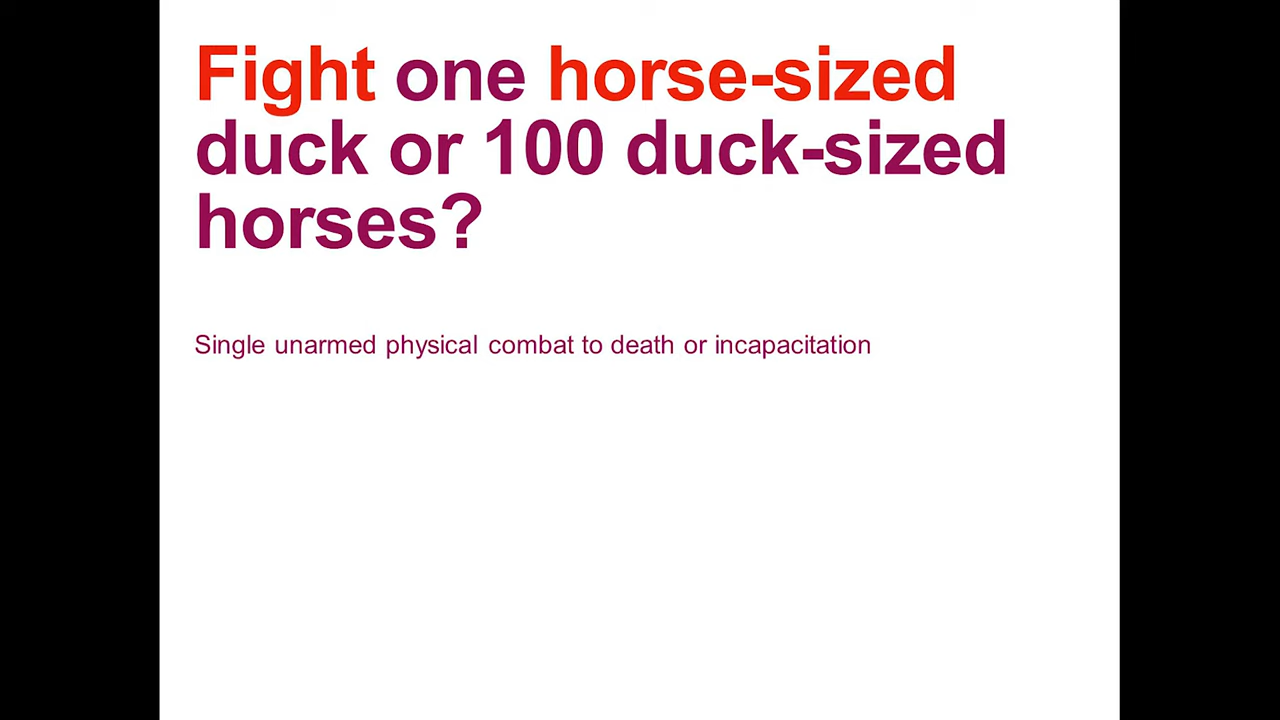 Fight one horse-sized
duck or 100 duck-sized
horses?
Single unarmed physical combat to death or incapacitation